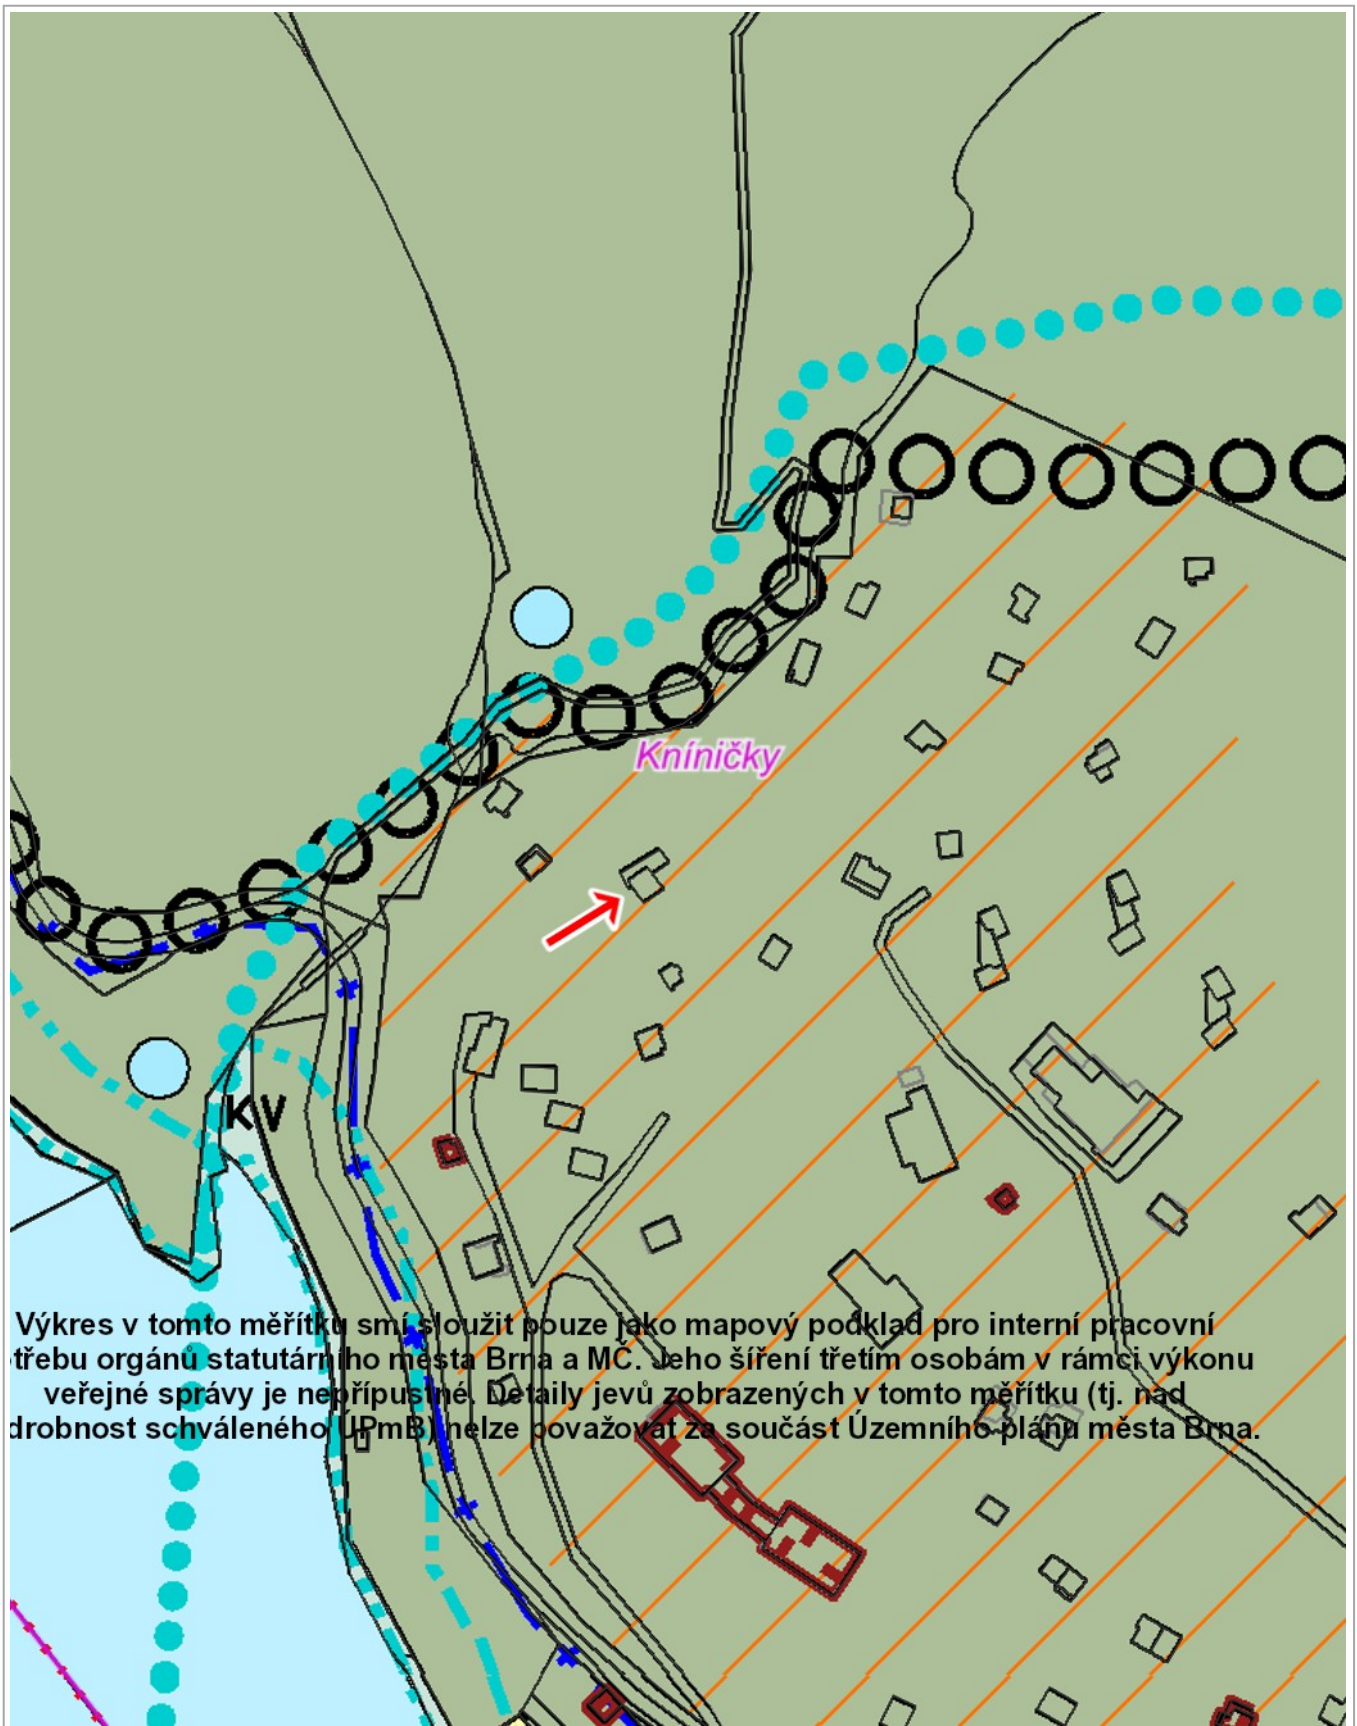 Kníničky
KV
Výkres v tomto měřítku smí sloužit pouze jako mapový podklad pro interní pracovní
třebu orgánů statutárního města Brna a MČ. Jeho šíření třetím osobám v rámci výkonu
veřejné správy je nepřípustné. Detaily jevů zobrazených v tomto měřítku (tj. nad
drobnost schváleného ÚPmB) nelze považovat za součást Územního plánu města Brna.